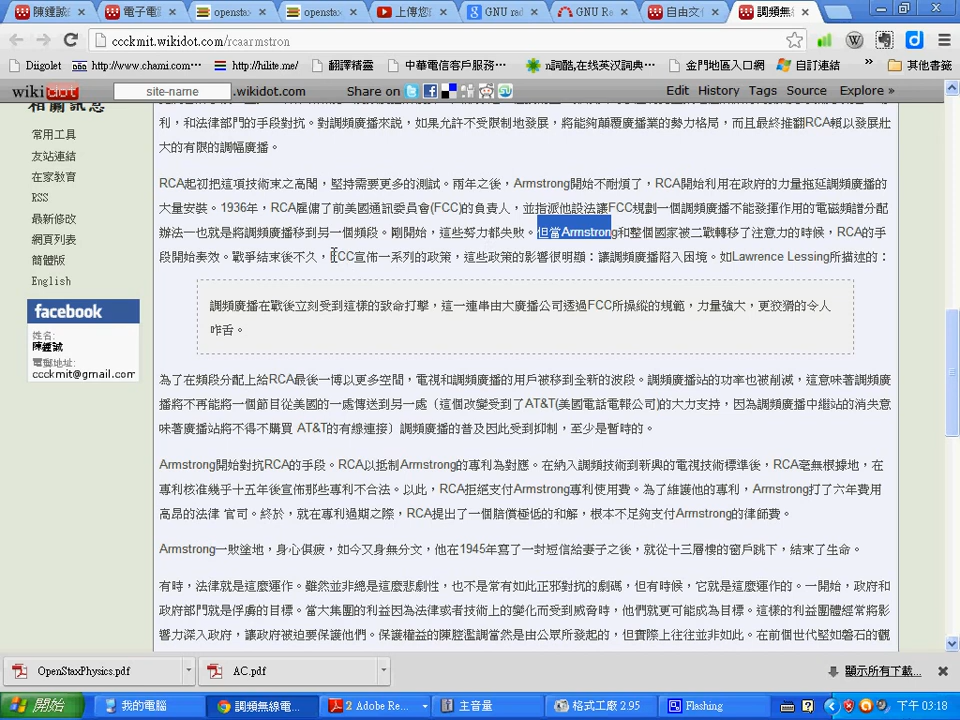 陳鍾誠
電子電
openstax
openstax
上傳您
GNU rad
GNU Re
自由文
調頻無
ccckmit.wikidot.com/rcaarmstron
Diigolet
http://www.chami.com…
http://hilite.me/
翻譯精靈
中華電信客戶服務…
n詞酷,在线英汉词典…
金門地區入口網
自訂連結
»
其他書籤
wikidot
site-name
.wikidot.com
Share on
Edit
History
Tags
Source
Explore »
相關訊息
常用工具
友站連結
在家教育
RSS
最新修改
網頁列表
簡體版
English
facebook
姓名:
陳鍾誠
電郵地址:
ccckmit@gmail.com
利，和法律部門的手段對抗。對調頻廣播來說，如果允許不受限制地發展，將能夠顛覆廣播業的勢力格局，而且最終推翻RCA賴以發展壯
大的有限的調幅廣播。
RCA起初把這項技術束之高閣，堅持需要更多的測試。兩年之後，Armstrong開始不耐煩了，RCA開始利用在政府的力量拖延調頻廣播的
大量安裝。1936年，RCA雇傭了前美國通訊委員會(FCC)的負責人，並指派他設法讓FCC規劃一個調頻廣播不能發揮作用的電磁頻譜分配
辦法－也就是將調頻廣播移到另一個頻段。剛開始，這些努力都失敗。但當Armstrong和整個國家被二戰轉移了注意力的時候，RCA的手
段開始奏效。戰爭結束後不久，FCC宣佈一系列的政策，這些政策的影響很明顯：讓調頻廣播陷入困境。如Lawrence Lessing所描述的：
調頻廣播在戰後立刻受到這樣的致命打擊，這一連串由大廣播公司透過FCC所操縱的規範，力量強大，更狡猾的令人
咋舌。
為了在頻段分配上給RCA最後一博以更多空間，電視和調頻廣播的用戶被移到全新的波段。調頻廣播站的功率也被削減，這意味著調頻廣
播將不再能將一個節目從美國的一處傳送到另一處（這個改變受到了AT&T(美國電話電報公司)的大力支持，因為調頻廣播中繼站的消失意
味著廣播站將不得不購買 AT&T的有線連接）調頻廣播的普及因此受到抑制，至少是暫時的。
Armstrong開始對抗RCA的手段。RCA以抵制Armstrong的專利為對應。在納入調頻技術到新興的電視技術標準後，RCA毫無根據地，在
專利核准幾乎十五年後宣佈那些專利不合法。以此，RCA拒絕支付Armstrong專利使用費。為了維護他的專利，Armstrong打了六年費用
高昂的法律 官司。終於，就在專利過期之際，RCA提出了一個賠償極低的和解，根本不足夠支付Armstrong的律師費。
Armstrong一敗塗地，身心俱疲，如今又身無分文，他在1945年寫了一封短信給妻子之後，就從十三層樓的窗戶跳下，結束了生命。
有時，法律就是這麼運作。雖然並非總是這麼悲劇性，也不是常有如此正邪對抗的劇碼，但有時候，它就是這麼運作的。一開始，政府和
政府部門就是俘虜的目標。當大集團的利益因為法律或者技術上的變化而受到威脅時，他們就更可能成為目標。這樣的利益團體經常將影
響力深入政府，讓政府被迫要保護他們。保護權益的陳腔濫調當然是由公眾所發起的，但實際上往往並非如此。在前個世代堅如磐石的觀
OpenStaxPhysics.pdf
AC.pdf
顯示所有下載...
開始
我的電腦
調頻無線電...
2 Adobe Re...
主音量
格式工廠 2.95
Flashing
下午 03:18